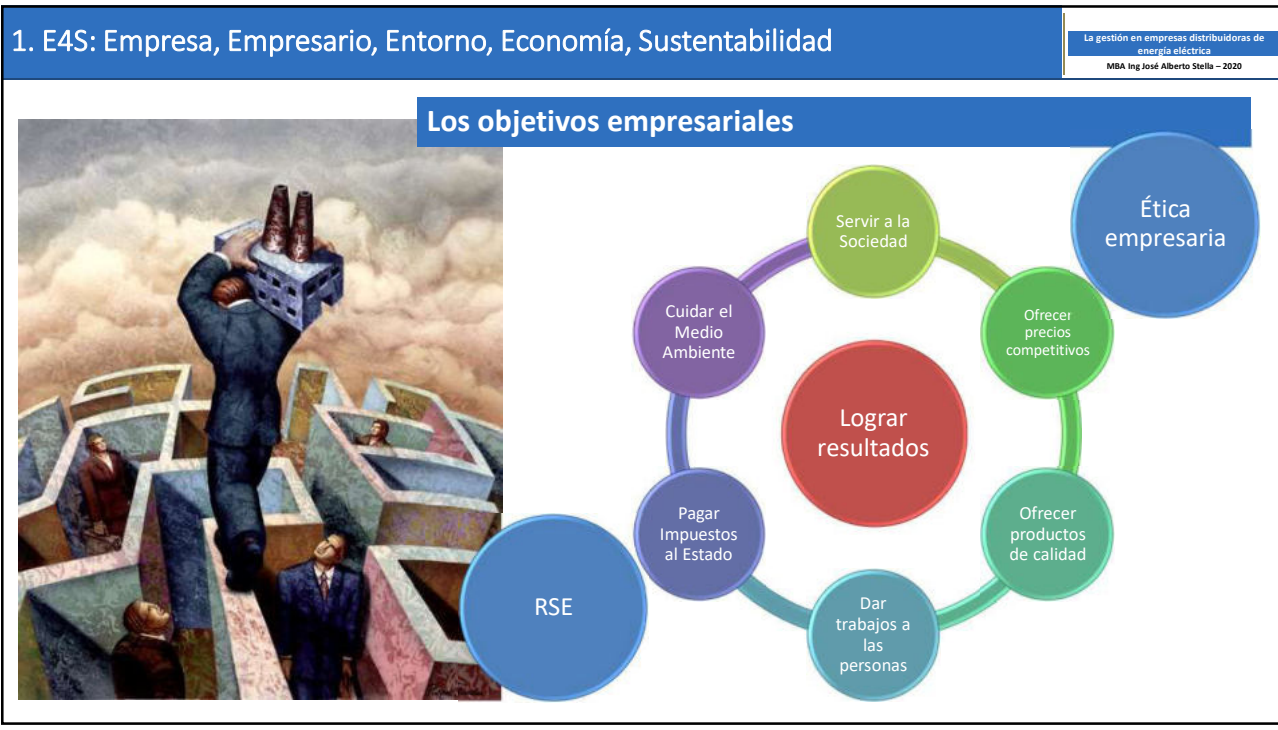 1. E4S: Empresa, Empresario, Entorno, Economía, Sustentabilidad
La gestión en empresas distribuidoras de
energía eléctrica
MBA Ing José Alberto Stella – 2020
Los objetivos empresariales
Ética
empresaria
Servir a la
Sociedad
Ofrecer
precios
competitivos
Ofrecer
productos
de calidad
Dar
trabajos a
las
personas
Pagar
Impuestos
al Estado
Cuidar el
Medio
Ambiente
Lograr
resultados
RSE